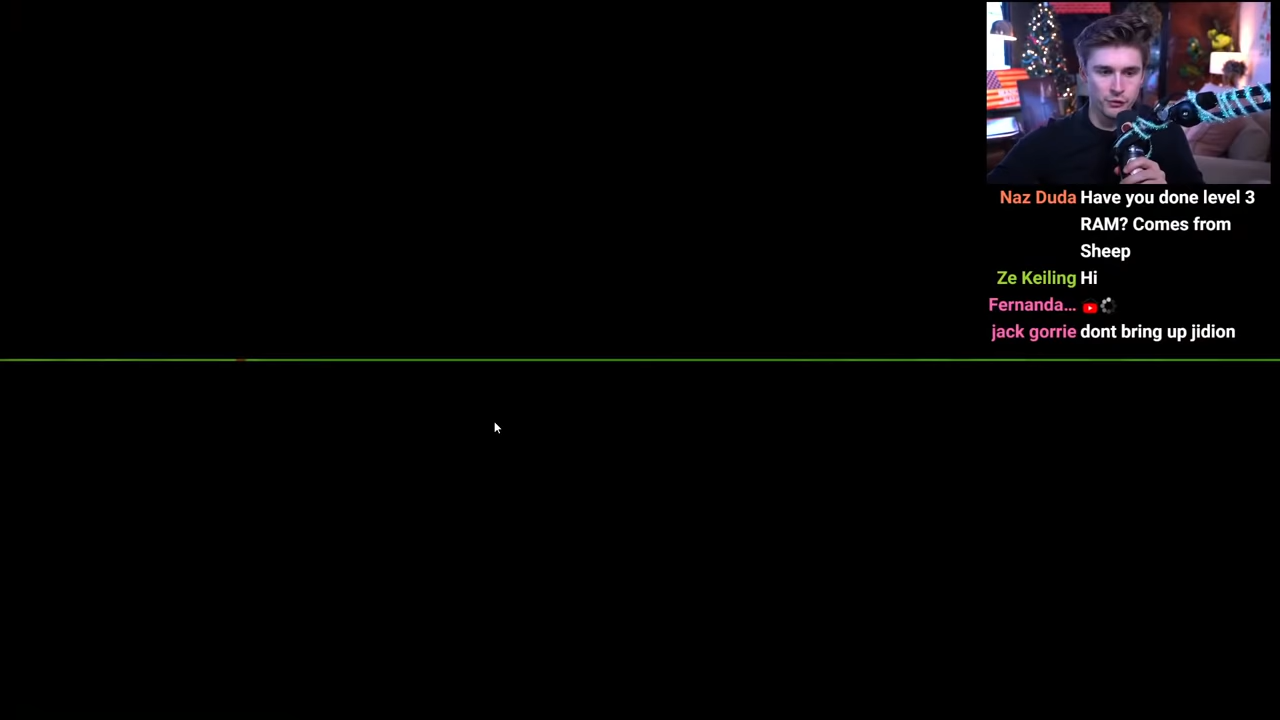 Naz Duda Have you done level 3
RAM? Comes from
Sheep
Ze Keiling Hi
Fernanda…
jack gorrie dont bring up jidion